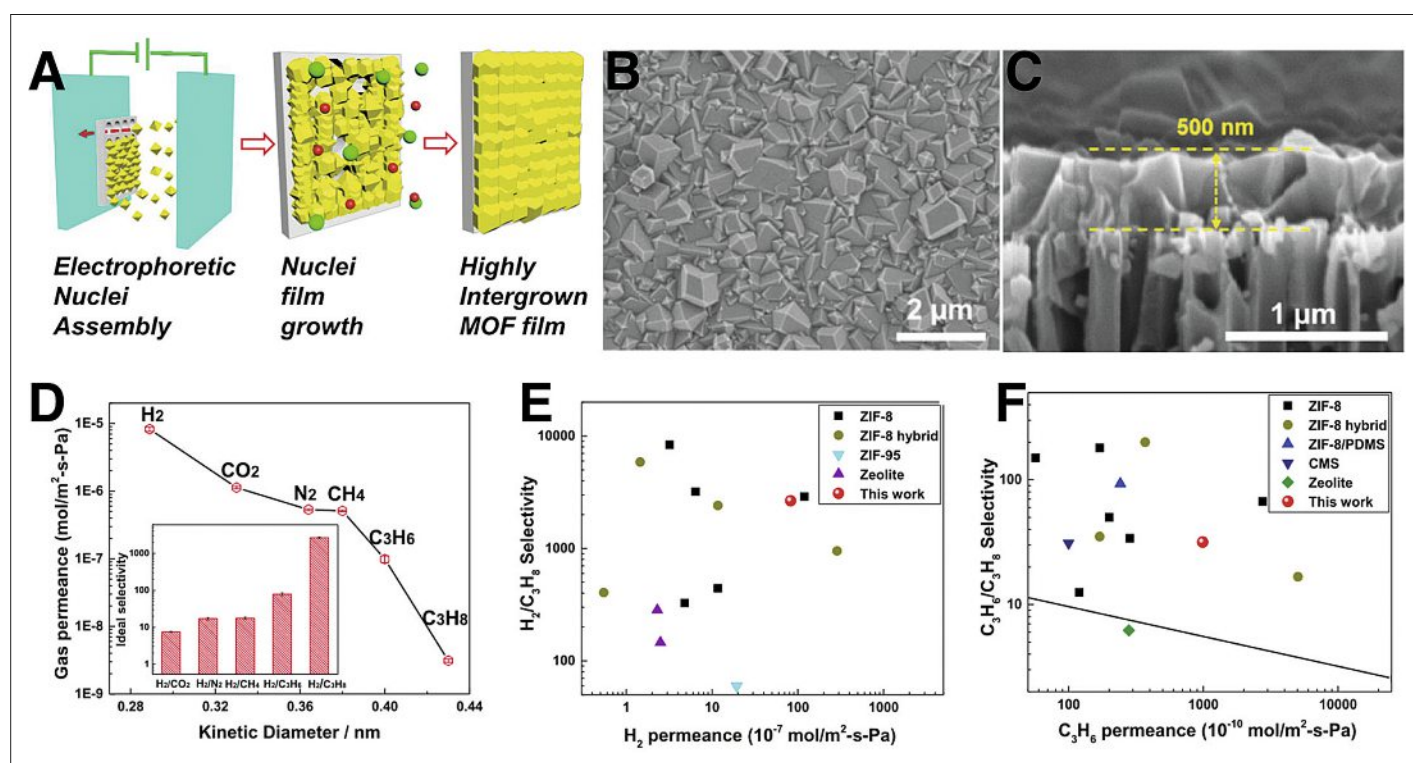 A
Electrophoretic
Nuclei
Assembly
Nuclei
film
growth
Highly
Intergrown
MOF film
B
2 µm
C
500 nm
1 µm
D
Gas permeance (mol/m²-s-Pa)
1E-5
1E-6
1E-7
1E-8
1E-9
H₂
CO₂
N₂
CH₄
C₃H₆
C₃H₈
Ideal selectivity
1000
100
10
1
H₂/CO₂
H₂/N₂
H₂/CH₄
H₂/C₃H₆
H₂/C₃H₈
0.28
0.32
0.36
0.40
0.44
Kinetic Diameter / nm
E
H₂/C₃H₈ Selectivity
10000
1000
100
ZIF-8
ZIF-8 hybrid
ZIF-95
Zeolite
This work
1
10
100
1000
H₂ permeance (10⁻⁷ mol/m²-s-Pa)
F
C₃H₆/C₃H₈ Selectivity
100
10
ZIF-8
ZIF-8 hybrid
ZIF-8/PDMS
CMS
Zeolite
This work
100
1000
10000
C₃H₆ permeance (10⁻¹⁰ mol/m²-s-Pa)